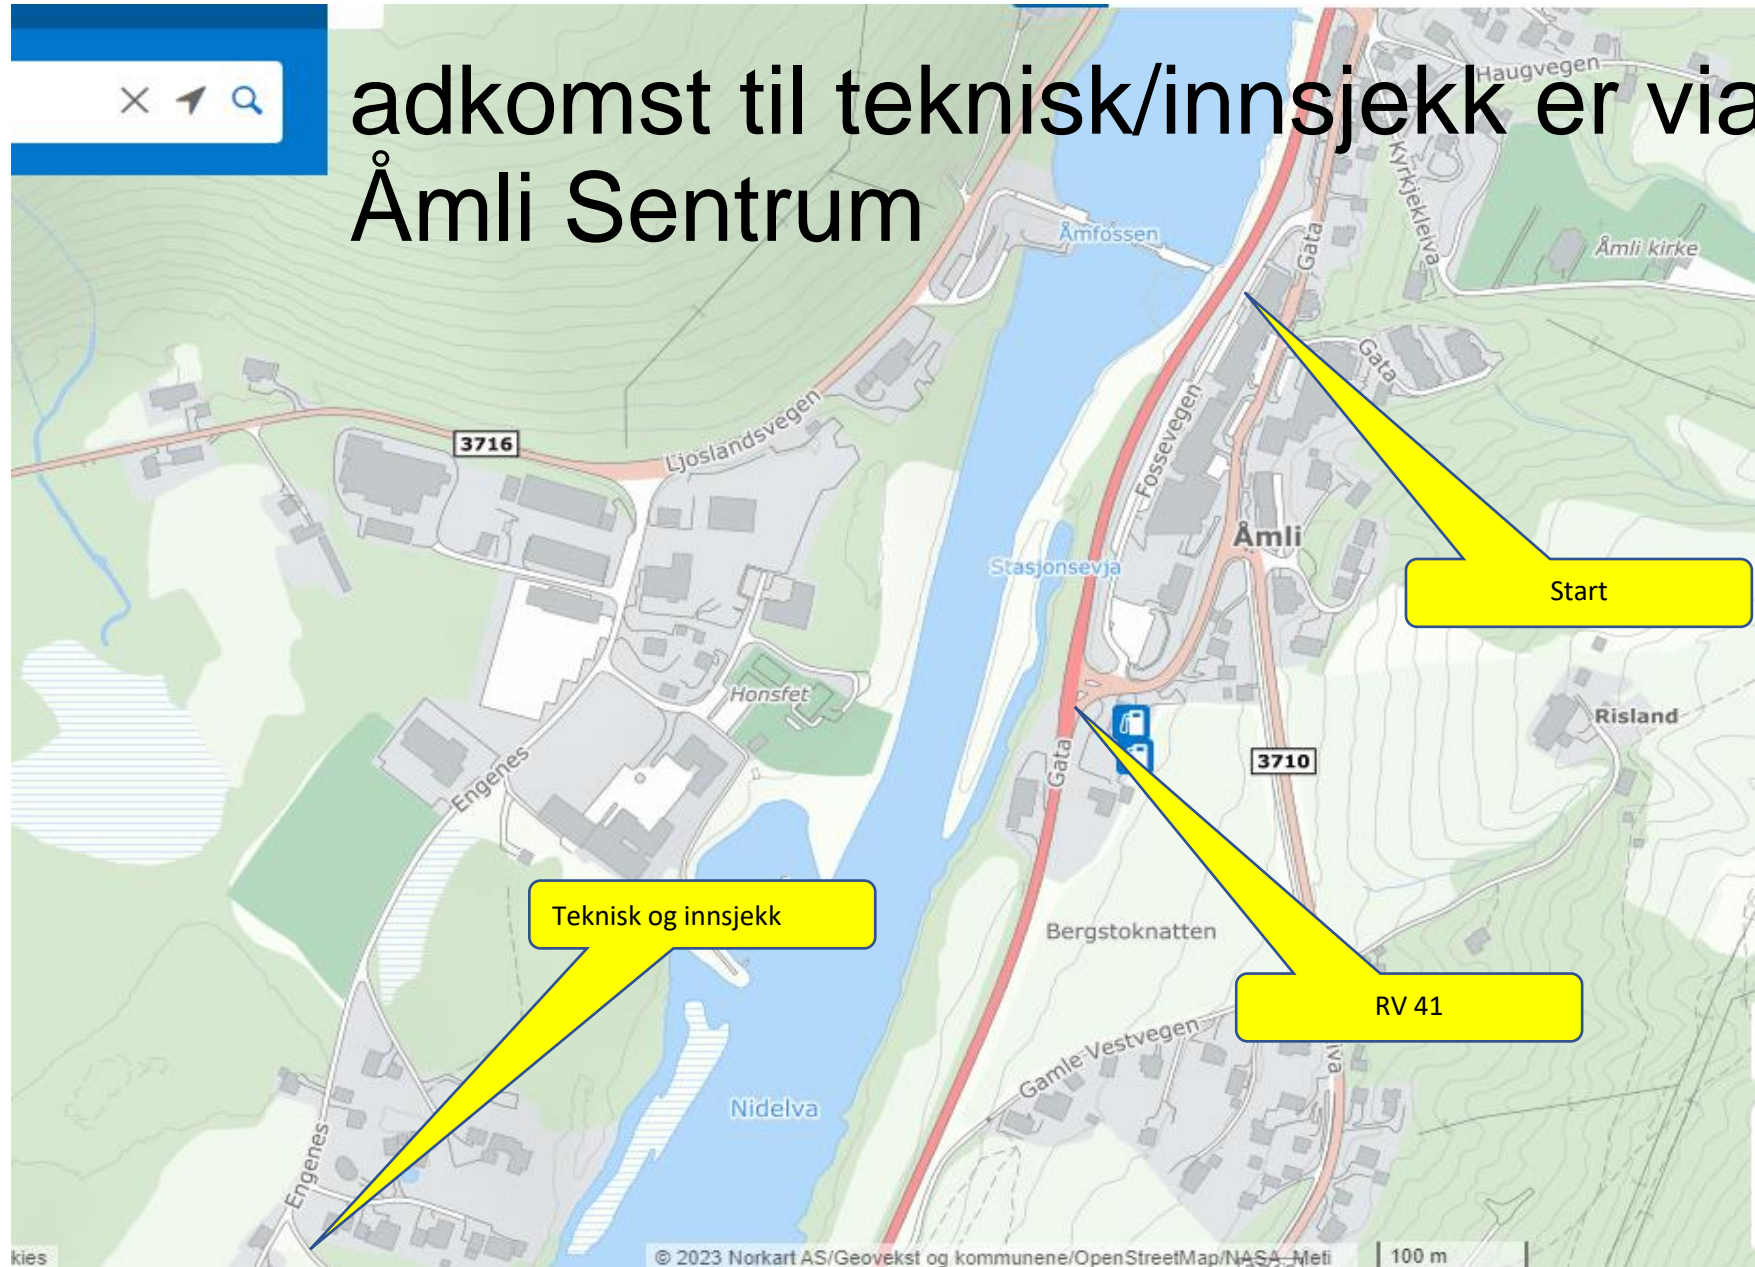 adkomst til teknisk/innsjekk er via
Åmli Sentrum
Haugvegen
Kyrkjekleiva
Åmfossen
Gata
Åmli kirke
Gata
Ljoslandsvegen
3716
Fossevegen
Åmli
Stasjonsevja
Start
Honsfet
Risland
Gata
3710
Engenes
Teknisk og innsjekk
Bergstoknatten
RV 41
Gamle Vestvegen
iva
Nidelva
Engenes
kies
© 2023 Norkart AS/Geovekst og kommunene/OpenStreetMap/NASA, Meti
100 m